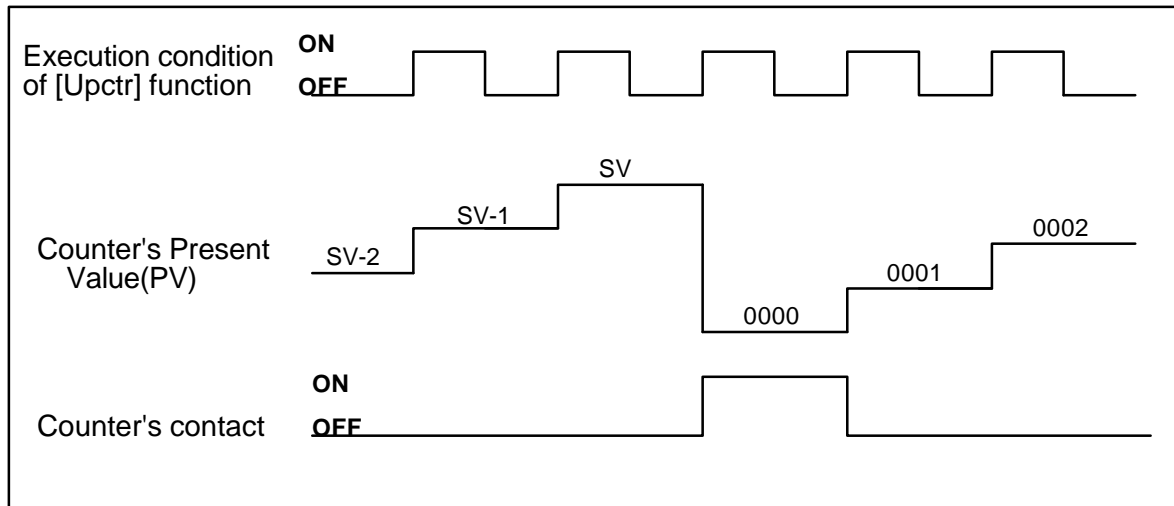 Execution condition
of [Upctr] function
ON
OFF
SV
SV-1
SV-2
Counter's Present
Value(PV)
0002
0001
0000
ON
Counter's contact
OFF